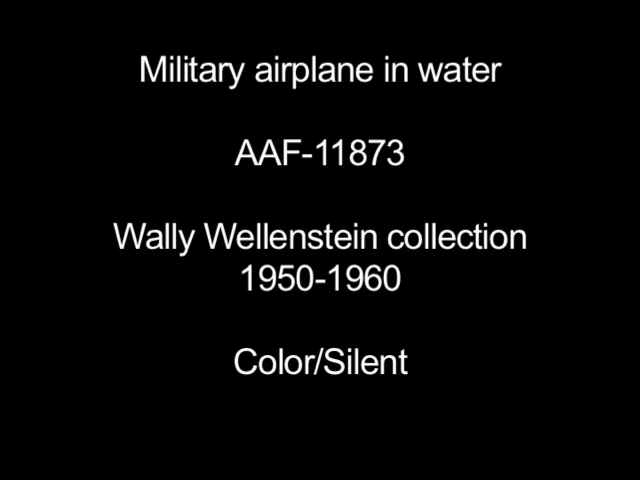 Military airplane in water
AAF-11873
Wally Wellenstein collection
1950-1960
Color/Silent